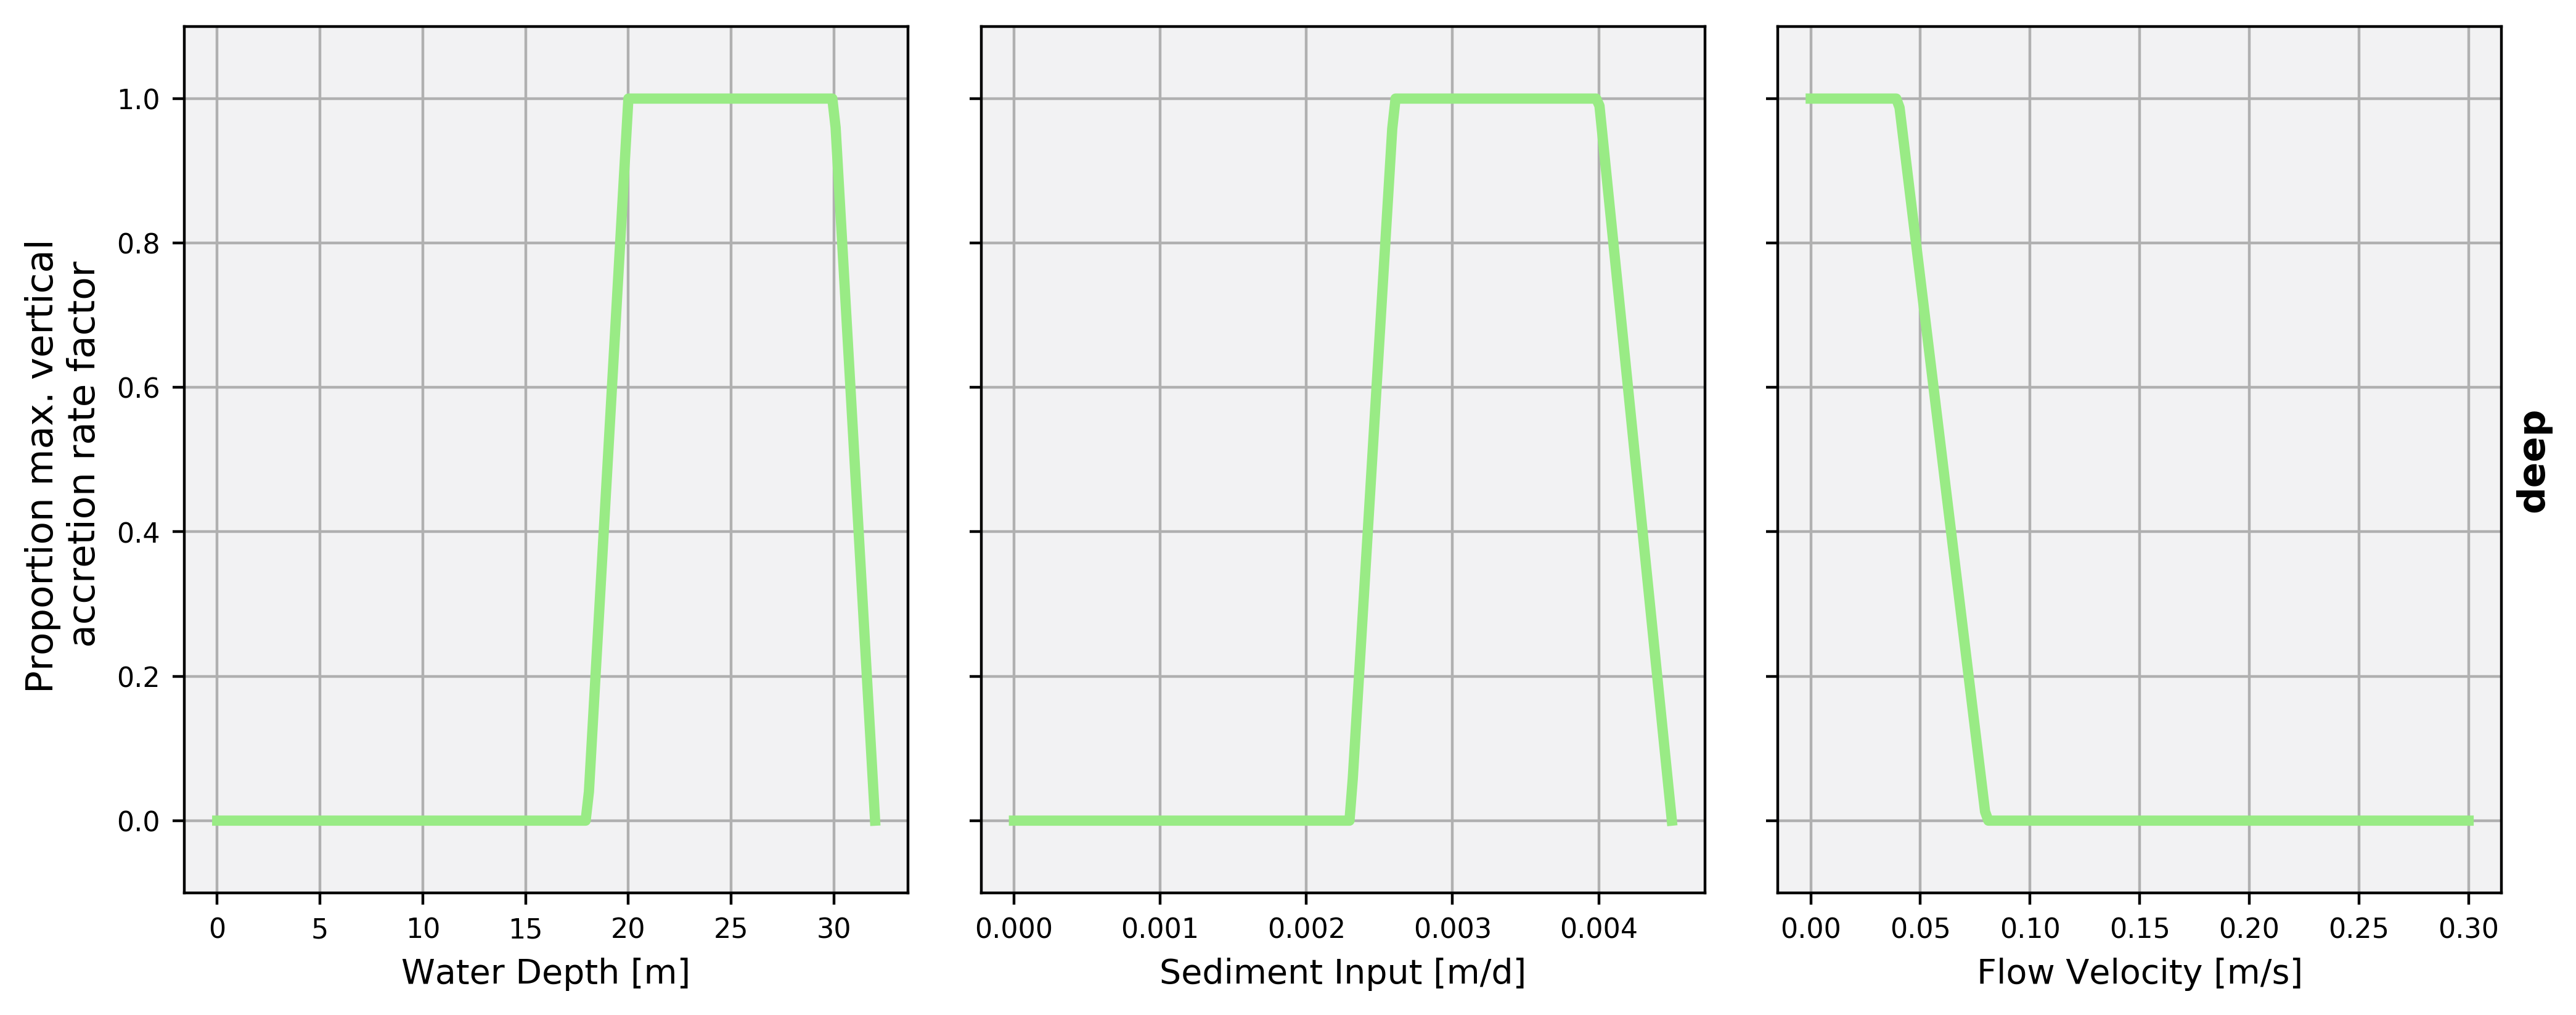 Proportion max. vertical
accretion rate factor
1.0
0.8
0.6
0.4
0.2
0.0
0 5 10 15 20 25 30
Water Depth [m]
0.000 0.001 0.002 0.003 0.004
Sediment Input [m/d]
0.00 0.05 0.10 0.15 0.20 0.25 0.30
Flow Velocity [m/s]
deep